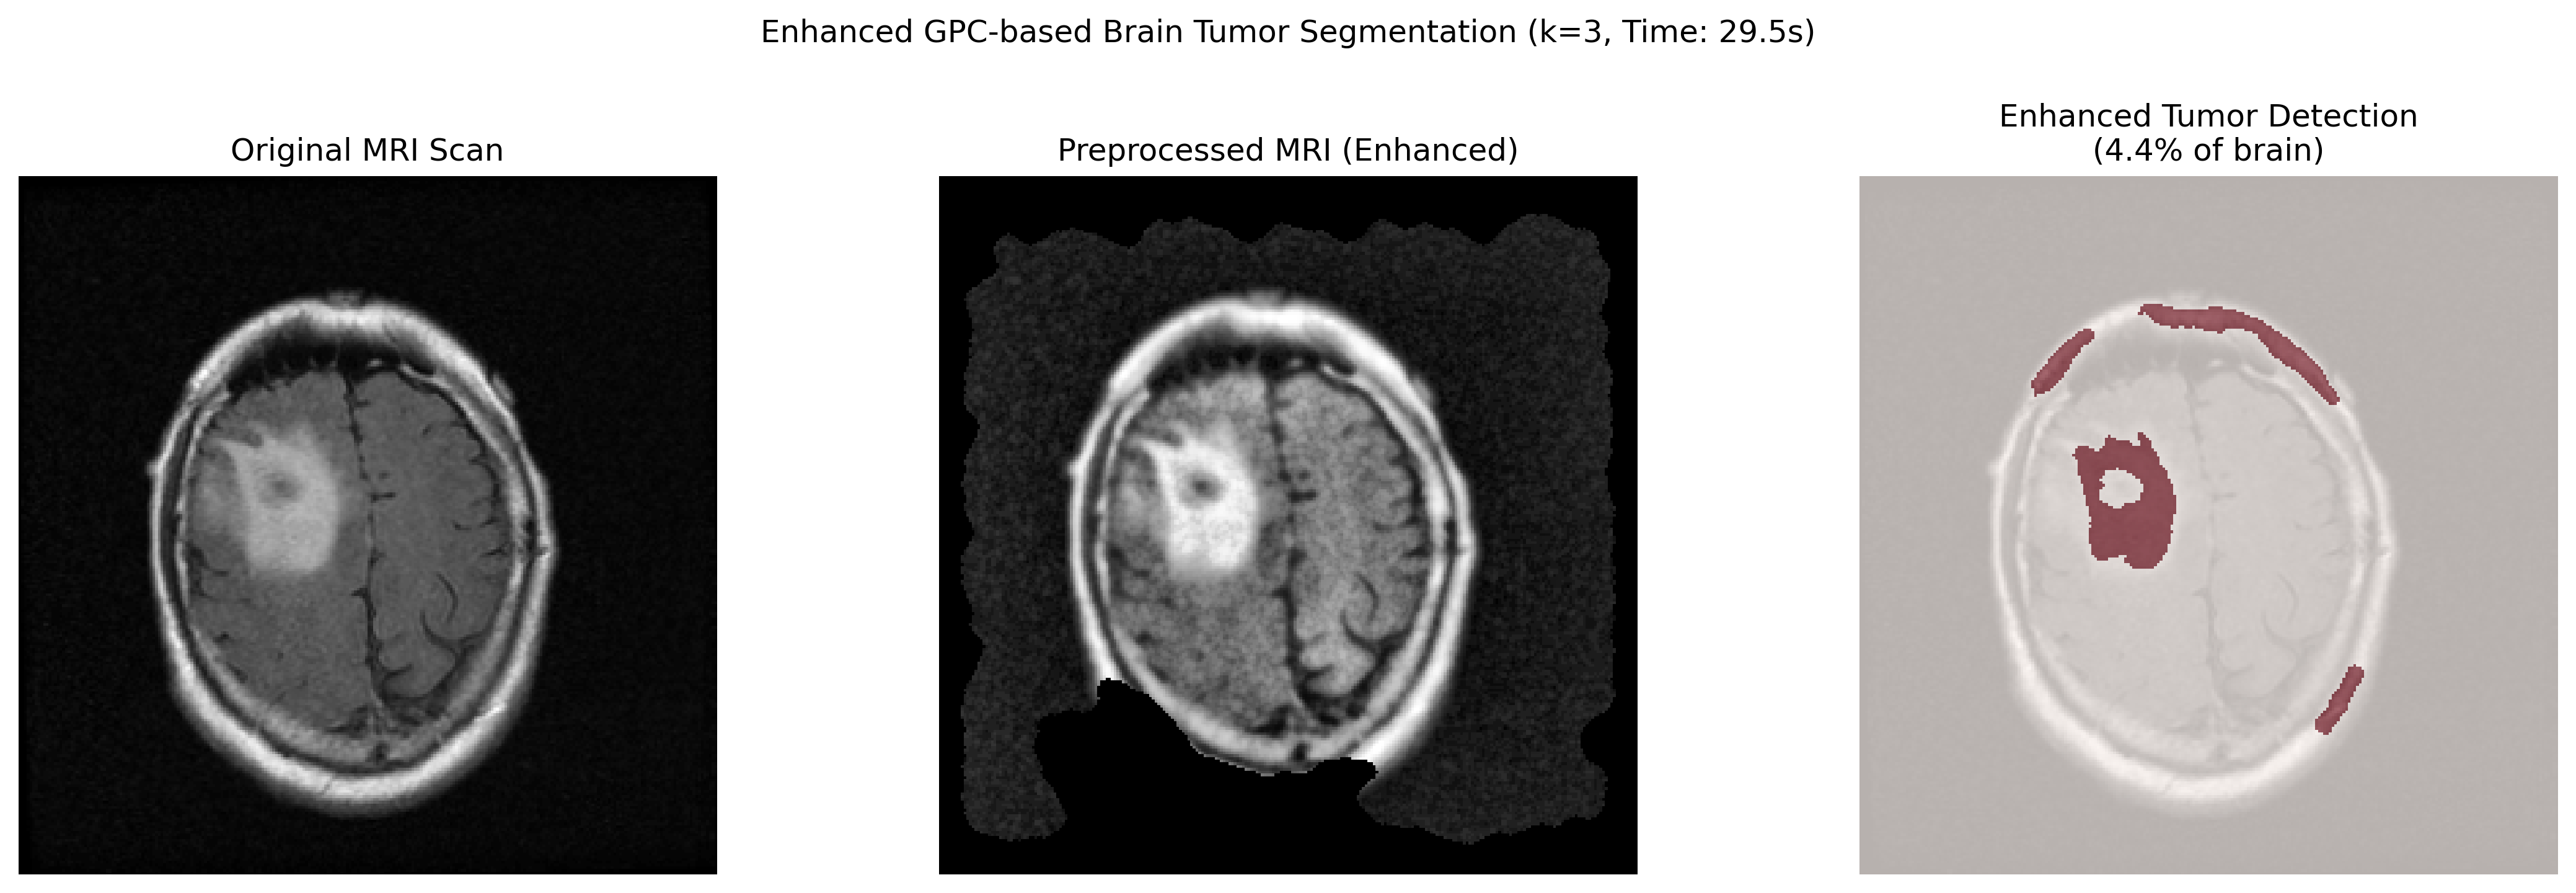 Enhanced GPC-based Brain Tumor Segmentation (k=3, Time: 29.5s)
Original MRI Scan
Preprocessed MRI (Enhanced)
Enhanced Tumor Detection
(4.4% of brain)